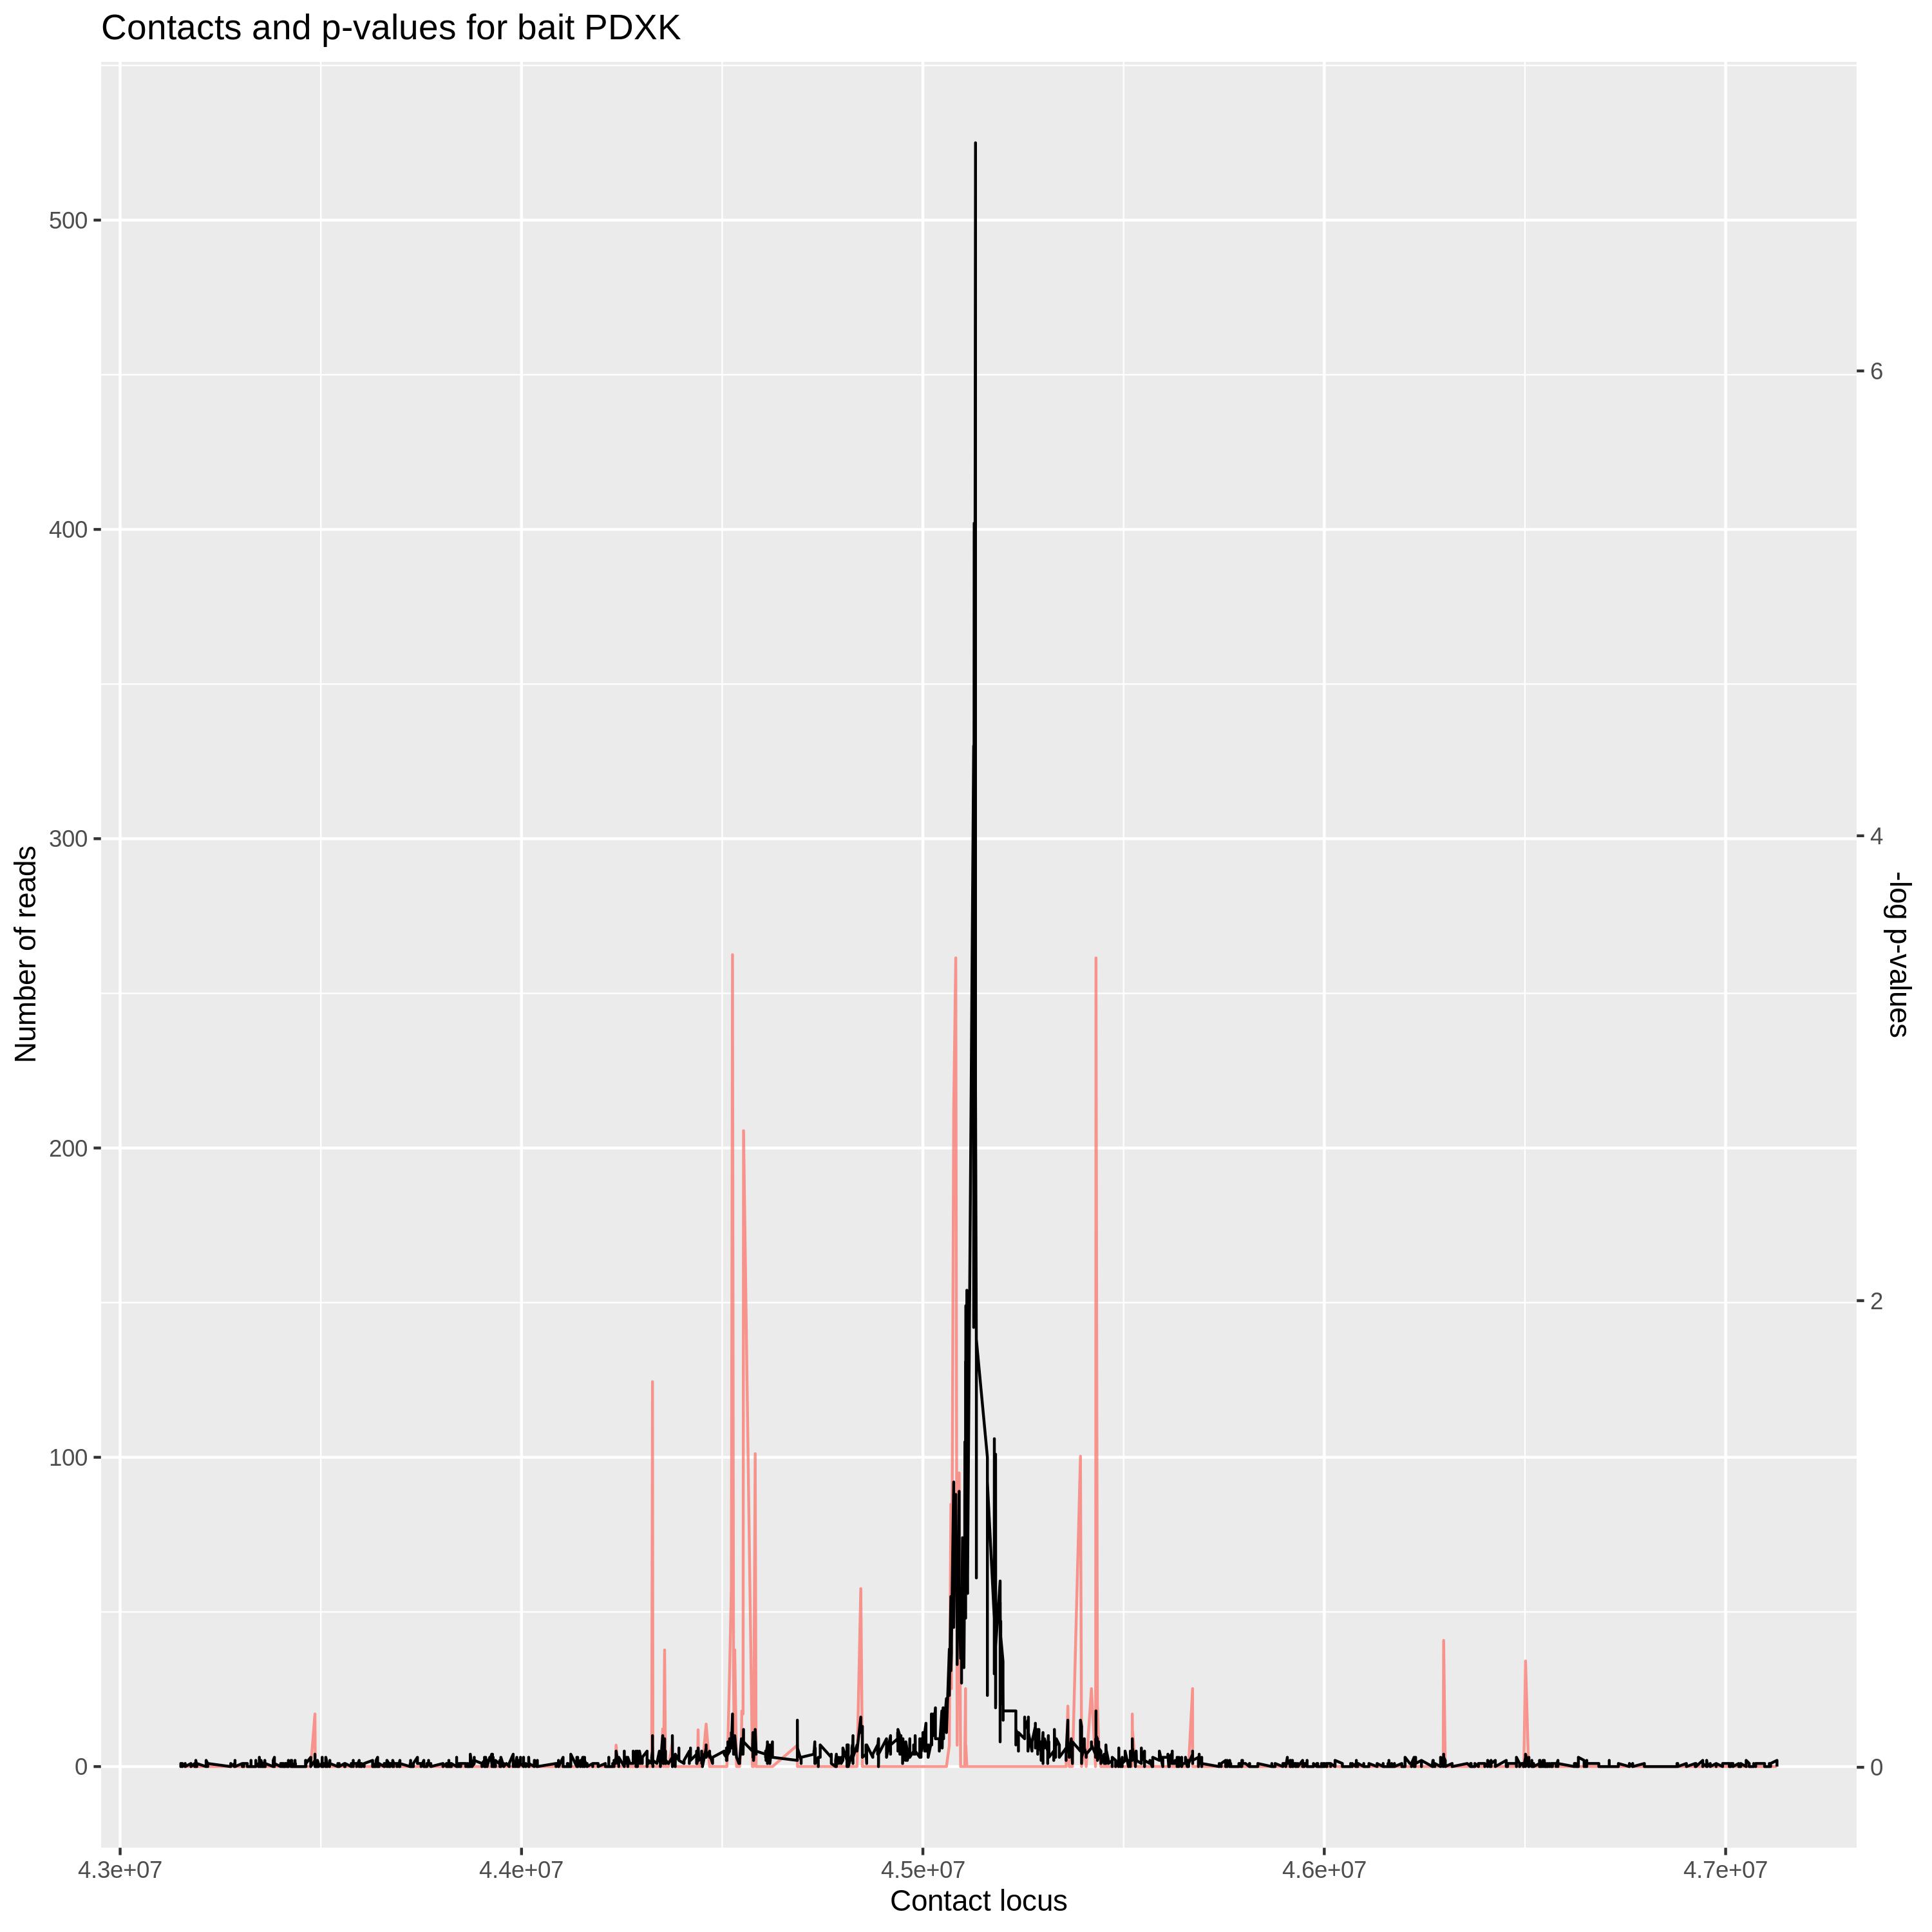 Contacts and p-values for bait PDXK
Number of reads
500
400
300
200
100
0
6
4
2
0
-log p-values
4.3e+07 4.4e+07 4.5e+07 4.6e+07 4.7e+07
Contact locus